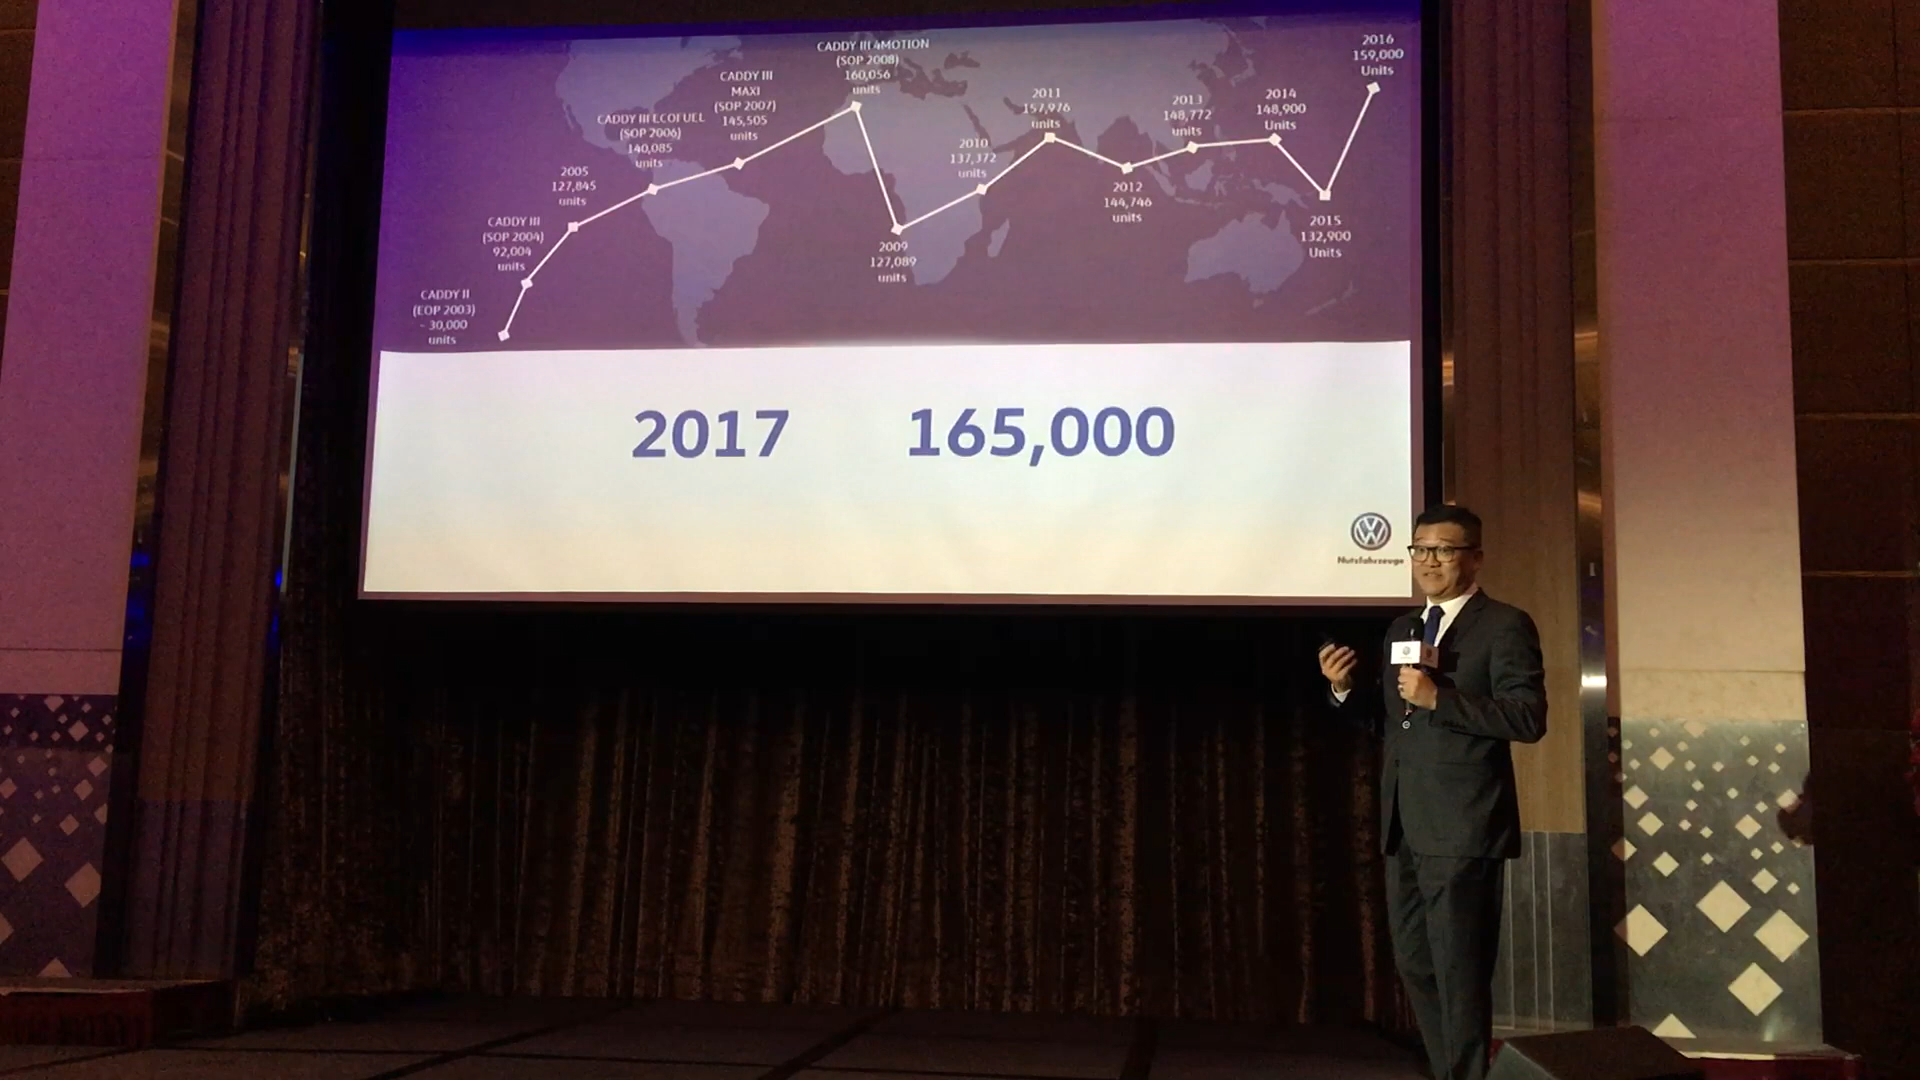 CADDY II
(EOP 2003)
~ 30,000
units
CADDY III
(SOP 2004)
92,004
units
2005
127,845
units
CADDY III ECOFUEL
(SOP 2006)
140,085
units
CADDY III
MAXI
(SOP 2007)
145,505
units
CADDY III 4MOTION
(SOP 2008)
160,056
units
2009
127,089
units
2010
137,372
units
2011
157,976
units
2012
144,746
units
2013
148,772
units
2014
148,900
Units
2015
132,900
Units
2016
159,000
Units
2017 165,000
Nutzfahrzeuge